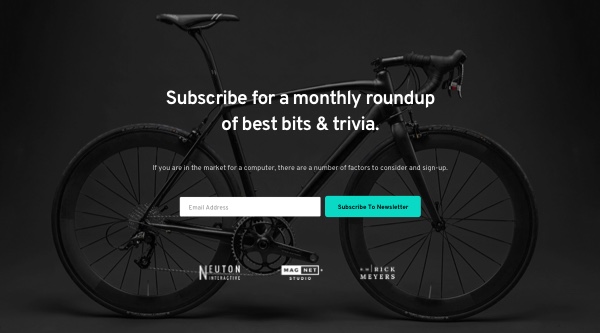 Subscribe for a monthly roundup
of best bits & trivia.
If you are in the market for a computer, there are a number of factors to consider and sign-up.
Email Address
Subscribe To Newsletter
NEUTON
INTERACTIVE
MAG NET
STUDIO
RICK
MEYERS